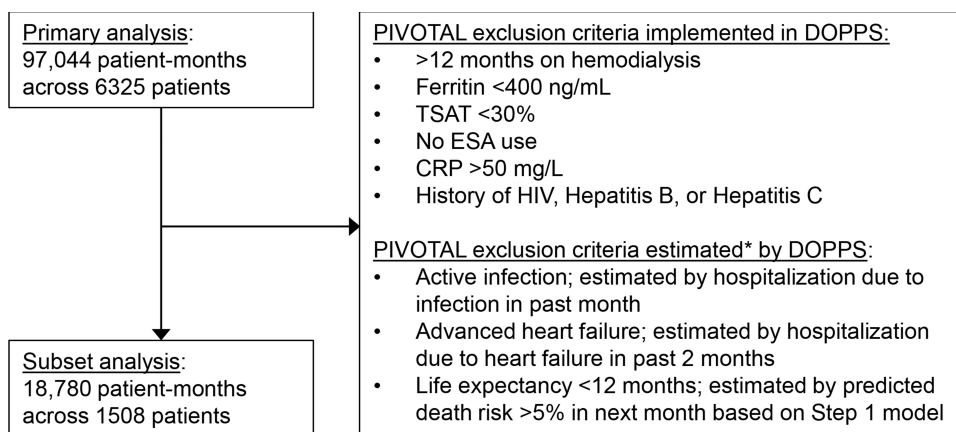 Primary analysis:
97,044 patient-months
across 6325 patients
PIVOTAL exclusion criteria implemented in DOPPS:
• >12 months on hemodialysis
• Ferritin <400 ng/mL
• TSAT <30%
• No ESA use
• CRP >50 mg/L
• History of HIV, Hepatitis B, or Hepatitis C
PIVOTAL exclusion criteria estimated* by DOPPS:
• Active infection; estimated by hospitalization due to
infection in past month
• Advanced heart failure; estimated by hospitalization
due to heart failure in past 2 months
• Life expectancy <12 months; estimated by predicted
death risk >5% in next month based on Step 1 model
Subset analysis:
18,780 patient-months
across 1508 patients